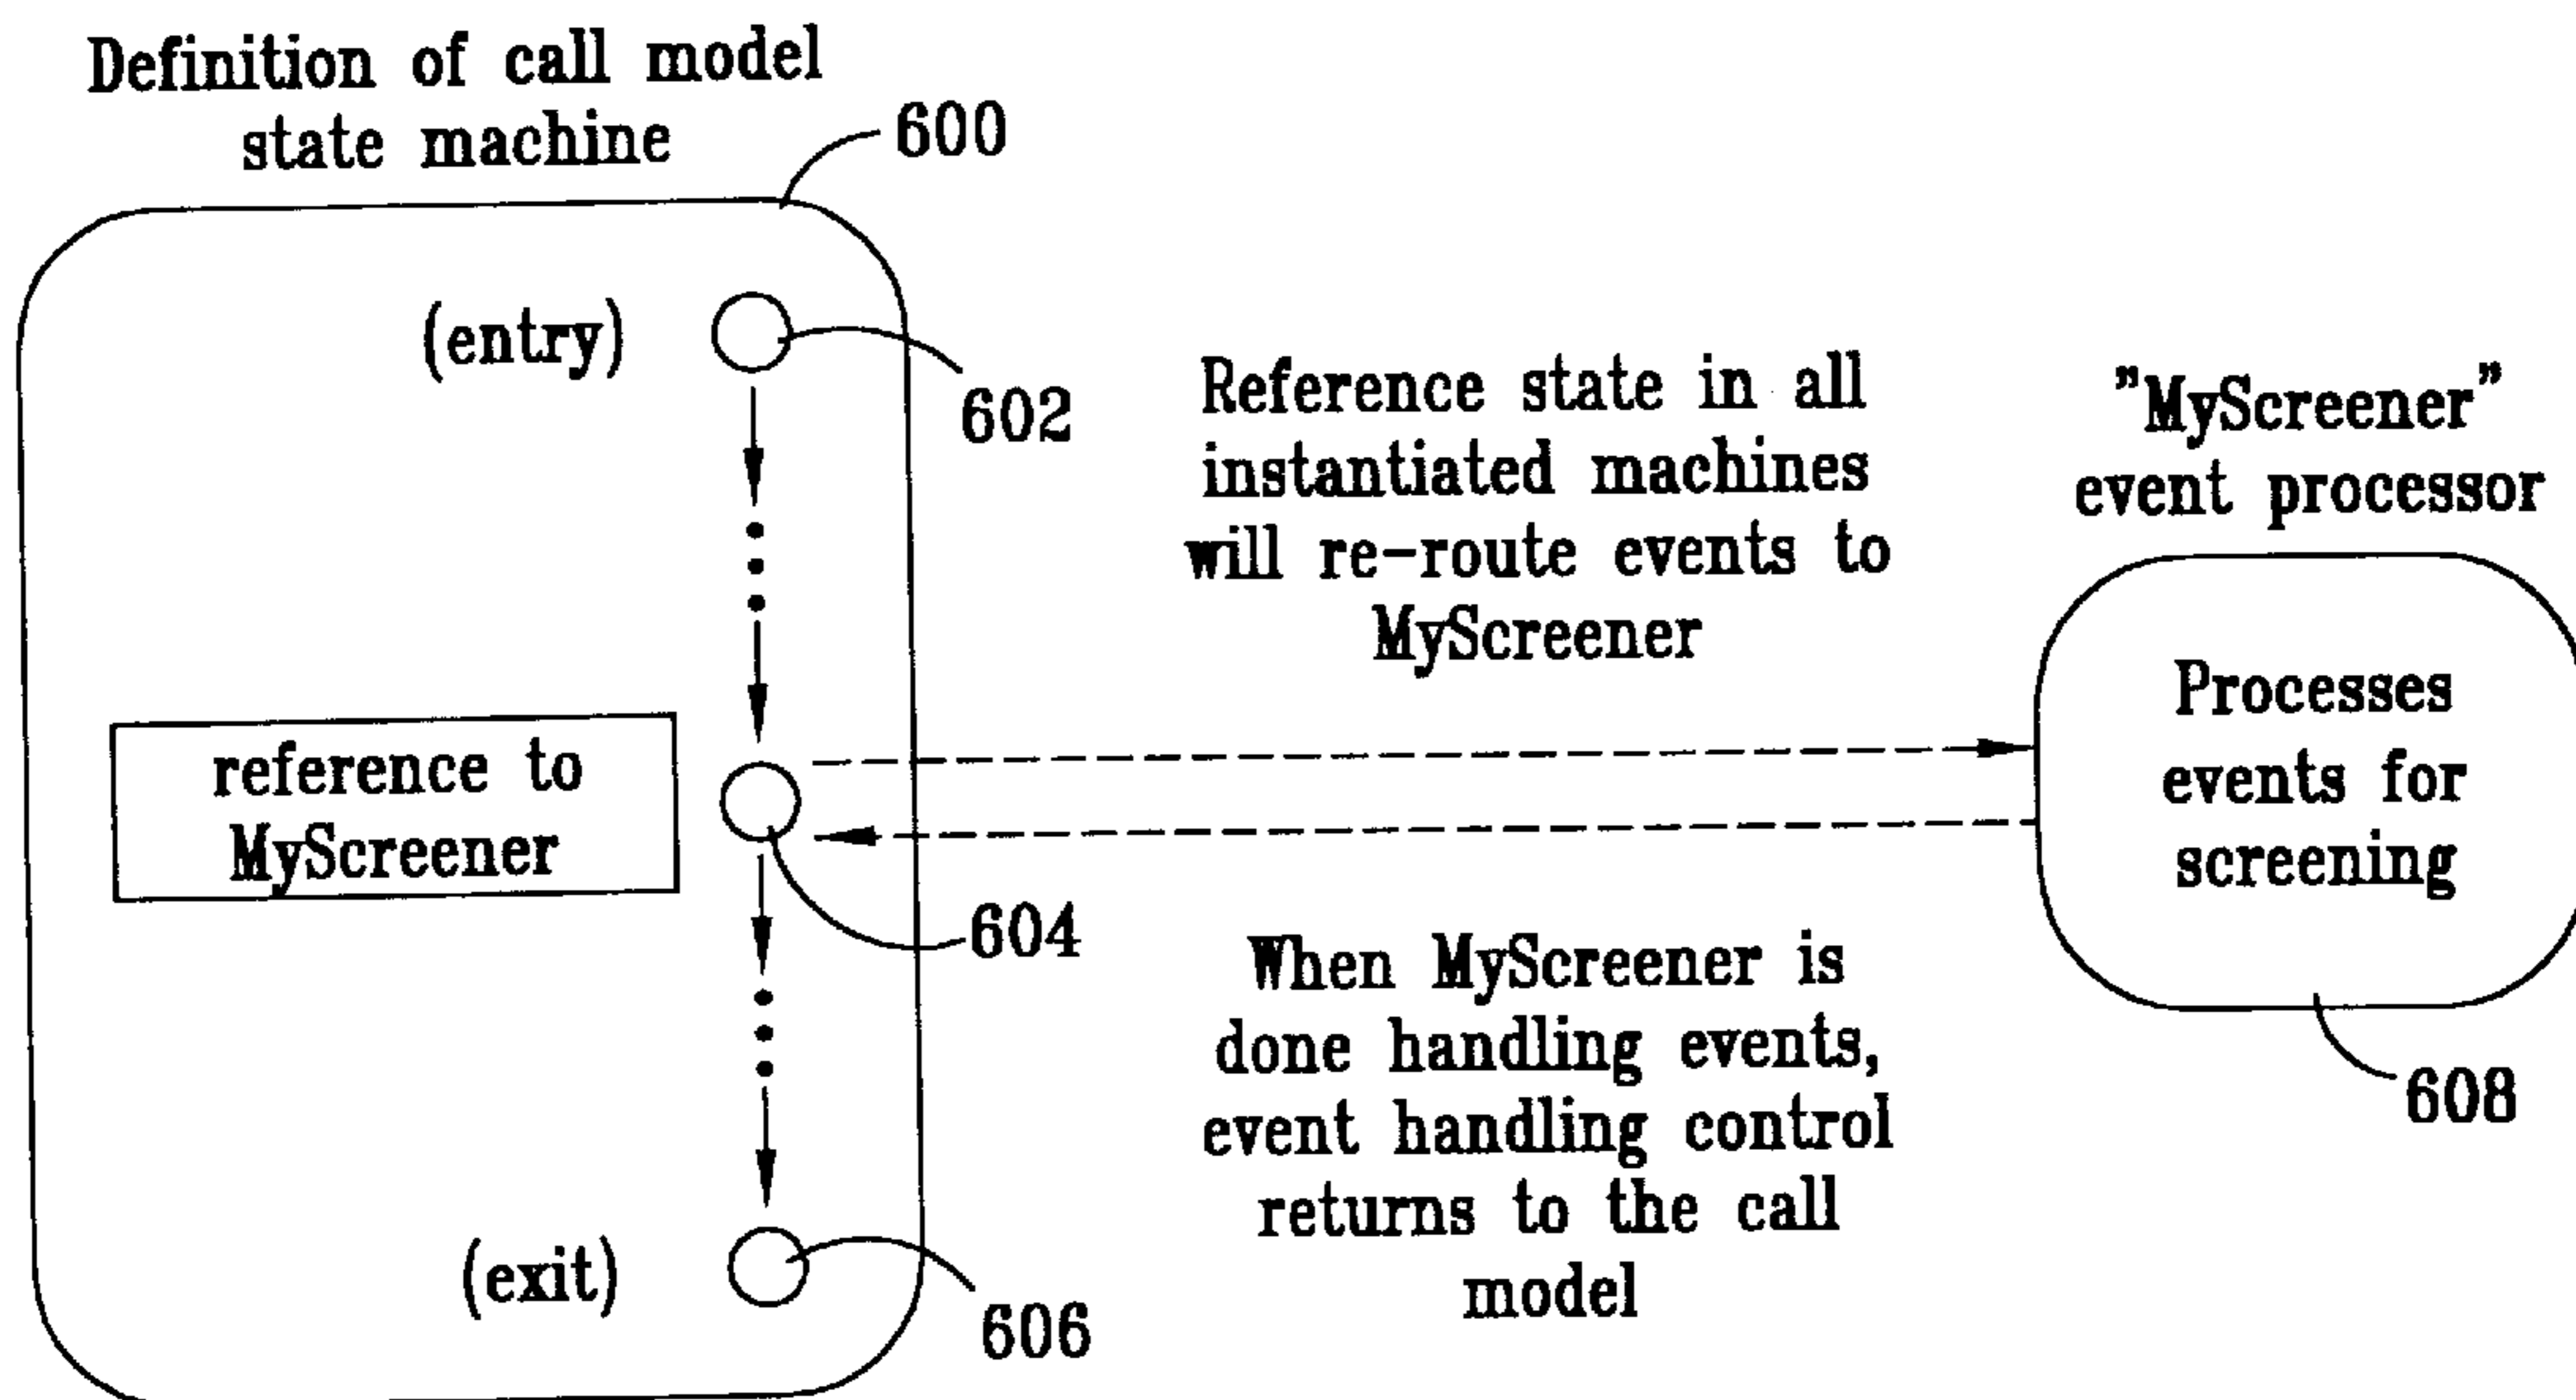 Definition of call model
state machine
600
(entry)
602
Reference state in all
instantiated machines
will re-route events to
MyScreener
"MyScreener"
event processor
Processes
events for
screening
reference to
MyScreener
604
When MyScreener is
done handling events,
event handling control
returns to the call
model
608
(exit)
606